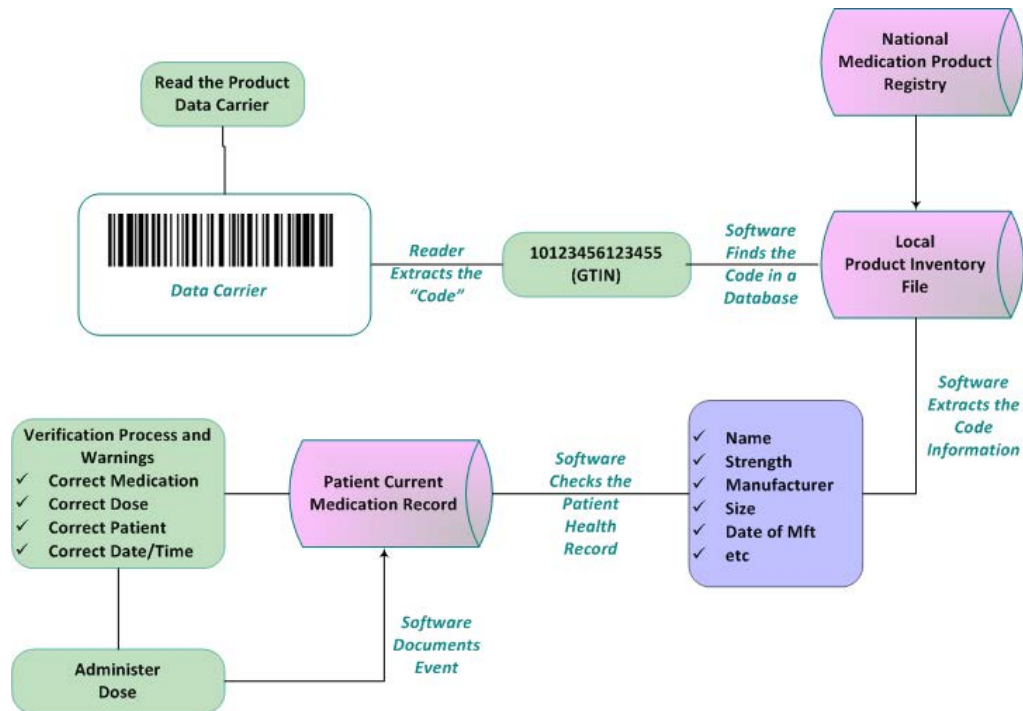 Read the Product
Data Carrier
National
Medication Product
Registry
Data Carrier
Reader
Extracts the
“Code”
10123456123455
(GTIN)
Software
Finds the
Code in a
Database
Local
Product Inventory
File
Software
Extracts the
Code
Information
✓ Name
✓ Strength
✓ Manufacturer
✓ Size
✓ Date of Mft
✓ etc
Software
Checks the
Patient
Health
Record
Patient Current
Medication Record
Verification Process and
Warnings
✓ Correct Medication
✓ Correct Dose
✓ Correct Patient
✓ Correct Date/Time
Administer
Dose
Software
Documents
Event